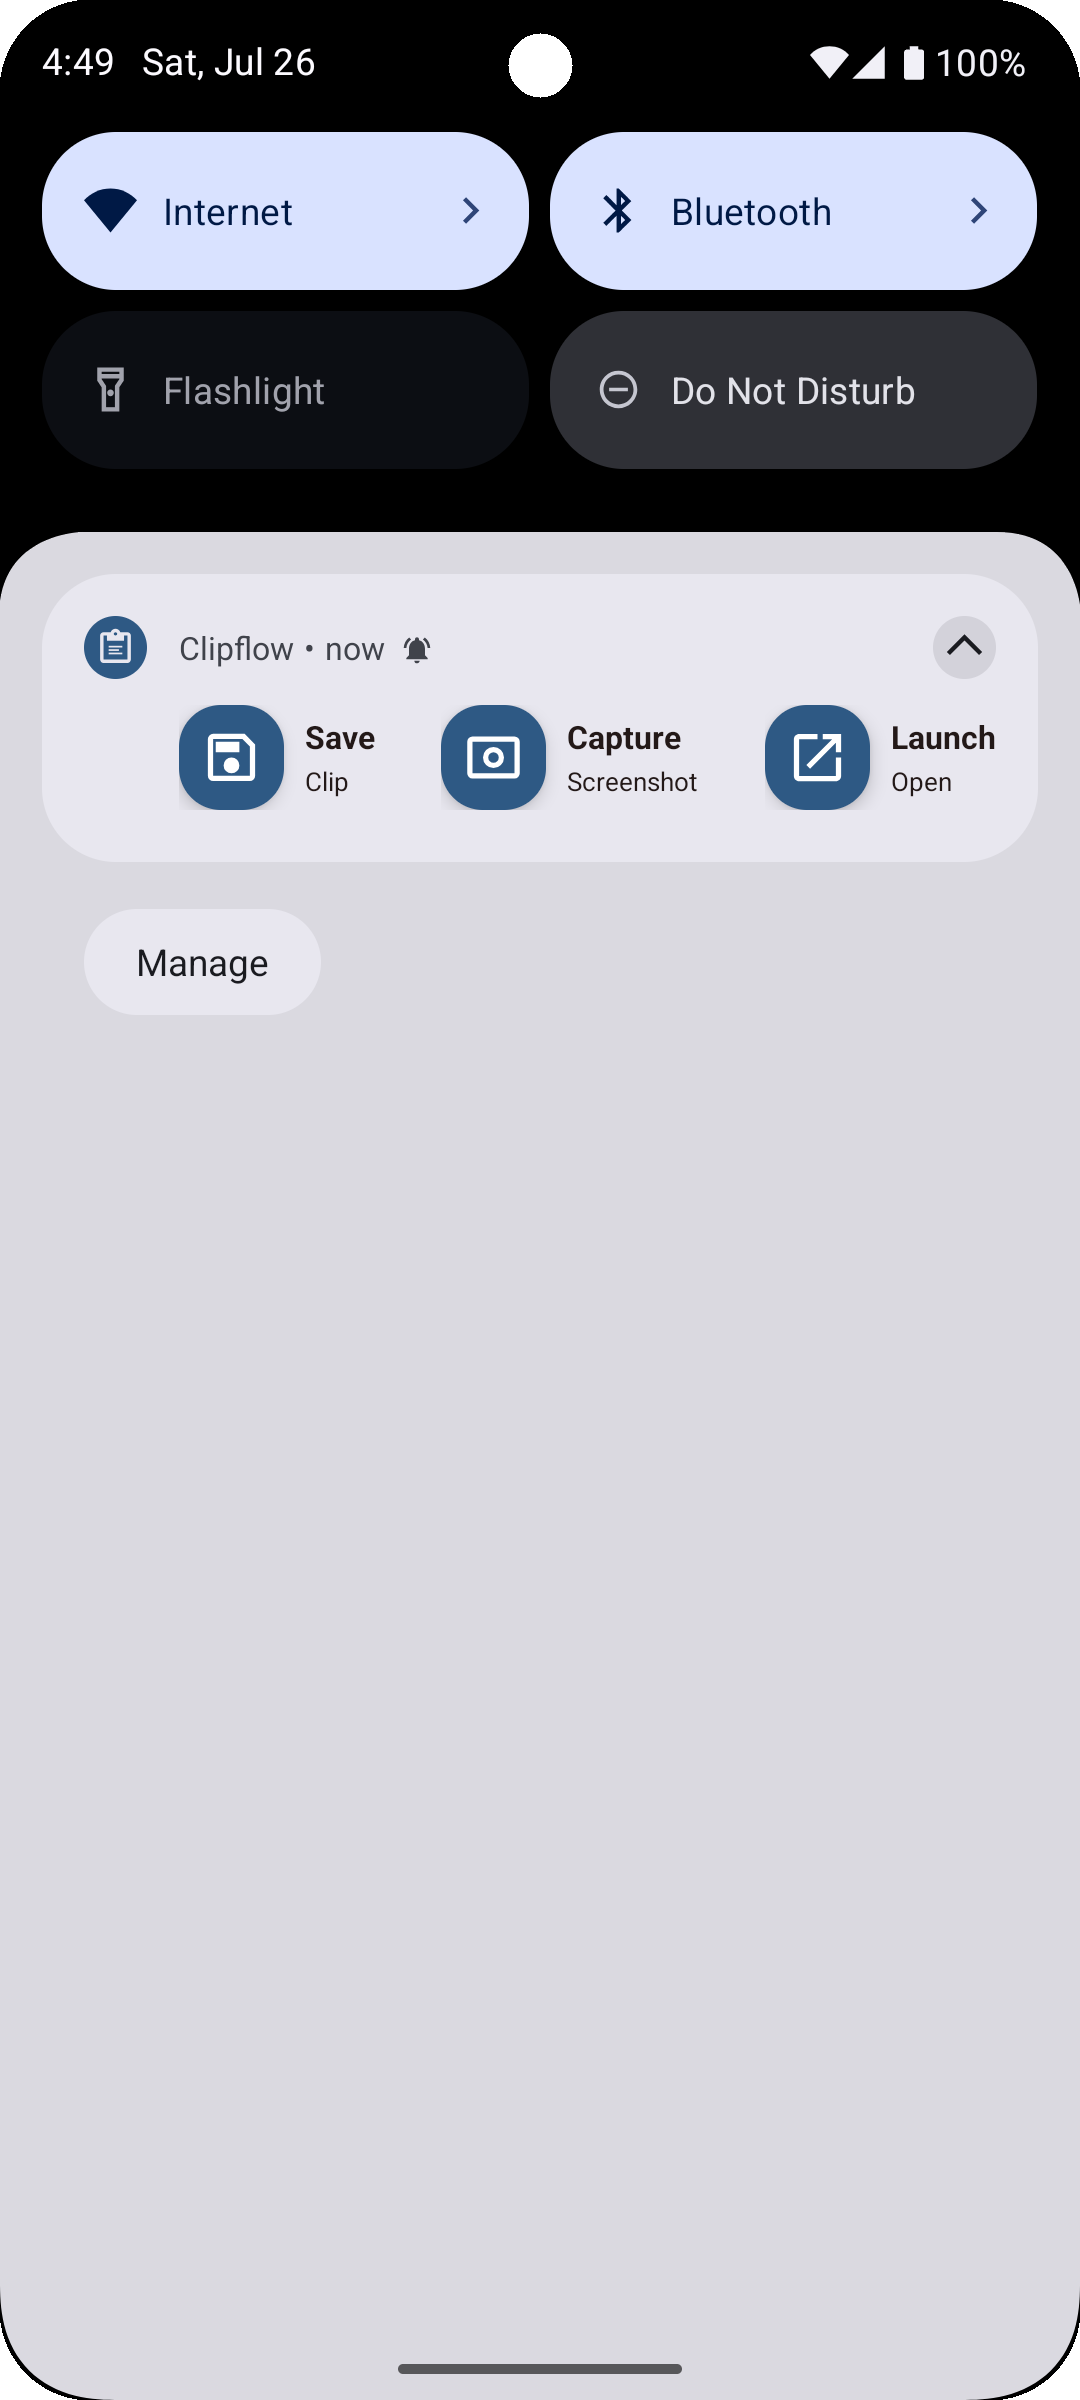 4:49 Sat, Jul 26 100%
Internet
Bluetooth
Flashlight
Do Not Disturb
Clipflow • now
Save
Clip
Capture
Screenshot
Launch
Open
Manage